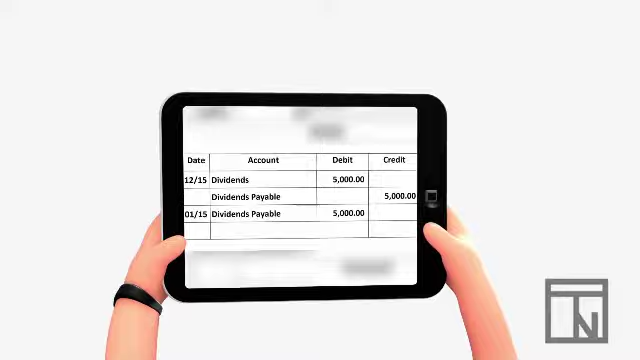 Date Account Debit Credit
12/15 Dividends 5,000.00
Dividends Payable 5,000.00
01/15 Dividends Payable 5,000.00